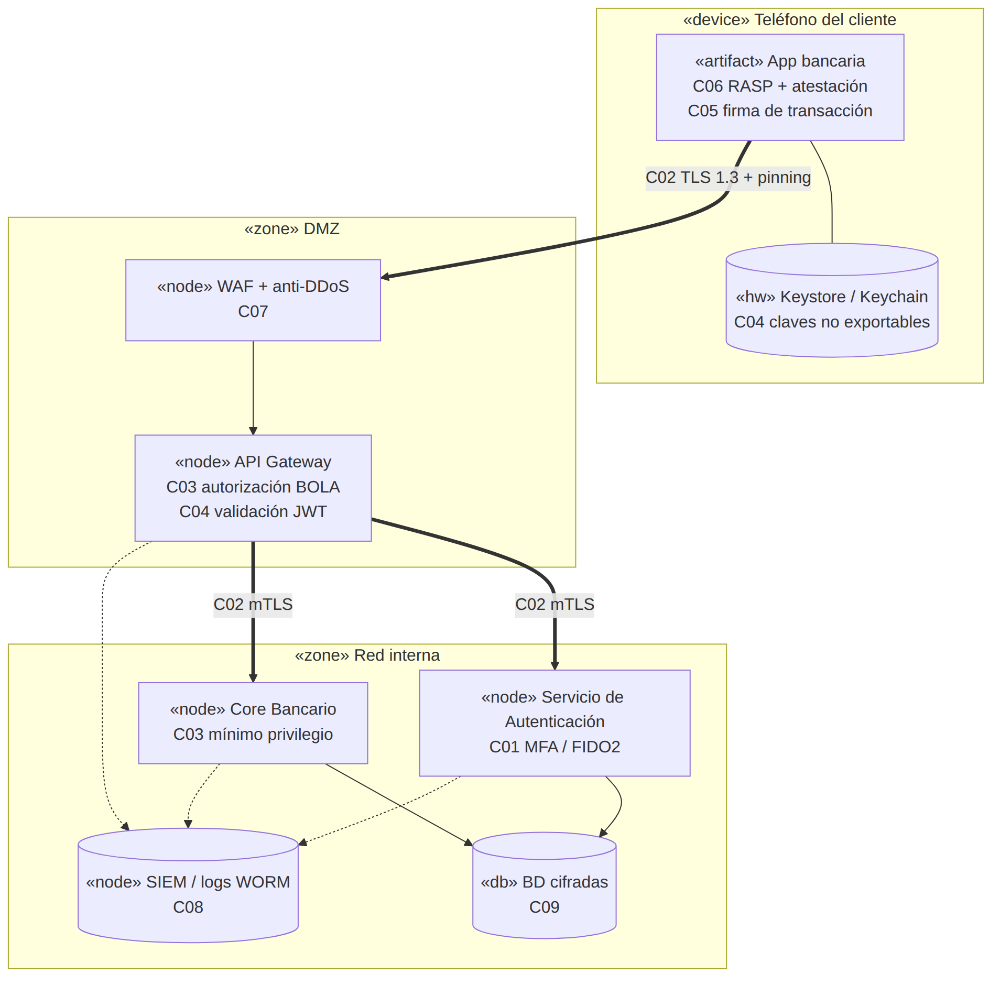 «device» Teléfono del cliente
«artifact» App bancaria
C06 RASP + atestación
C05 firma de transacción
C02 TLS 1.3 + pinning
«hw» Keystore / Keychain
C04 claves no exportables
«zone» DMZ
«node» WAF + anti-DDoS
C07
«node» API Gateway
C03 autorización BOLA
C04 validación JWT
C02 mTLS
C02 mTLS
«zone» Red interna
«node» Core Bancario
C03 mínimo privilegio
«node» Servicio de
Autenticación
C01 MFA / FIDO2
«node» SIEM / logs WORM
C08
«db» BD cifradas
C09